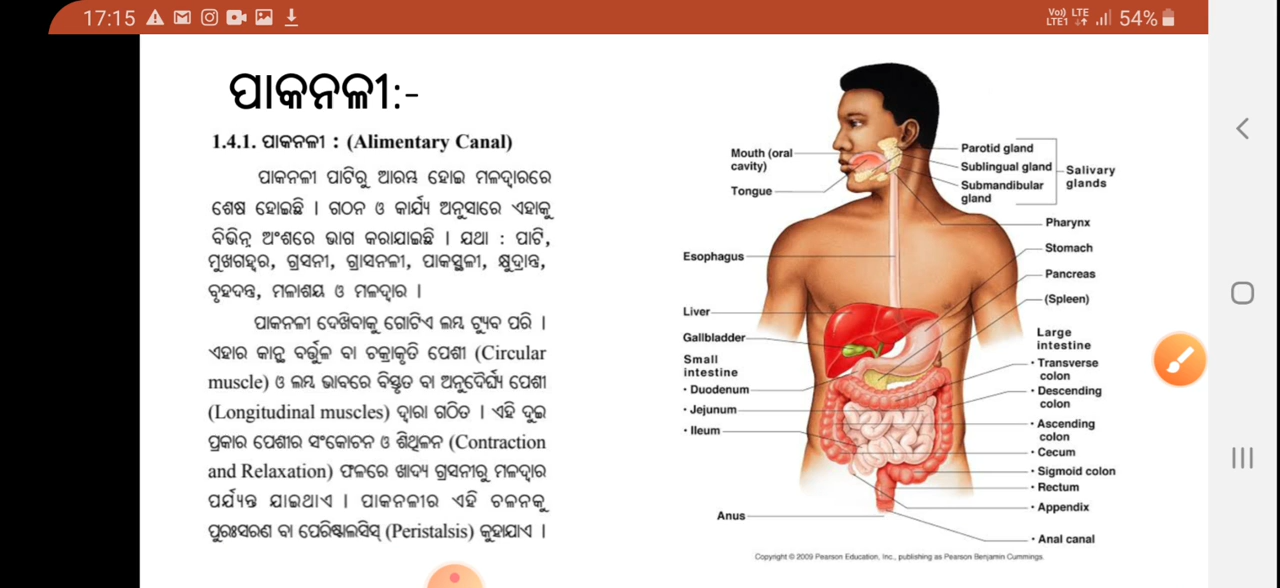 17:15
Vo) LTE
LTE1
54%
ପାକନଳୀ:-
1.4.1. ପାକନଳୀ : (Alimentary Canal)
ପାକନଳୀ ପାଟିରୁ ଆରମ୍ଭ ହୋଇ ମଳଦ୍ୱାରରେ
ଶେଷ ହୋଇଛି । ଗଠନ ଓ କାର୍ଯ୍ୟ ଅନୁସାରେ ଏହାକୁ
ବିଭିନ୍ନ ଅଂଶରେ ଭାଗ କରାଯାଇଛି । ଯଥା : ପାଟି,
ମୁଖଗହ୍ୱର, ଗ୍ରସନୀ, ଗ୍ରାସନଳୀ, ପାକସ୍ଥଳୀ, କ୍ଷୁଦ୍ରାନ୍ତ,
ବୃହଦନ୍ତ, ମଳାଶୟ ଓ ମଳଦ୍ୱାର ।
ପାକନଳୀ ଦେଖିବାକୁ ଗୋଟିଏ ଲମ୍ବ ଟ୍ୟୁବ ପରି ।
ଏହାର କାନ୍ଥ ବର୍ତ୍ତୁଳ ବା ଚକ୍ରାକୃତି ପେଶୀ (Circular
muscle) ଓ ଲମ୍ବ ଭାବରେ ବିସ୍ତୃତ ବା ଅନୁଦୈର୍ଘ୍ୟ ପେଶୀ
(Longitudinal muscles) ଦ୍ୱାରା ଗଠିତ । ଏହି ଦୁଇ
ପ୍ରକାର ପେଶୀର ସଂକୋଚନ ଓ ଶିଥିଳନ (Contraction
and Relaxation) ଫଳରେ ଖାଦ୍ୟ ଗ୍ରସନୀରୁ ମଳଦ୍ୱାର
ପର୍ଯ୍ୟନ୍ତ ଯାଇଥାଏ । ପାକନଳୀର ଏହି ଚଳନକୁ
ପୁରଃସରଣ ବା ପେରିଷ୍ଟାଲସିସ୍ (Peristalsis) କୁହାଯାଏ ।
Mouth (oral
cavity)
Tongue
Esophagus
Liver
Gallbladder
Small
intestine
• Duodenum
• Jejunum
• Ileum
Anus
Parotid gland
Sublingual gland
Submandibular
gland
Salivary
glands
Pharynx
Stomach
Pancreas
(Spleen)
Large
intestine
• Transverse
colon
• Descending
colon
• Ascending
colon
• Cecum
• Sigmoid colon
• Rectum
• Appendix
• Anal canal
Copyright © 2009 Pearson Education, Inc., publishing as Pearson Benjamin Cummings.